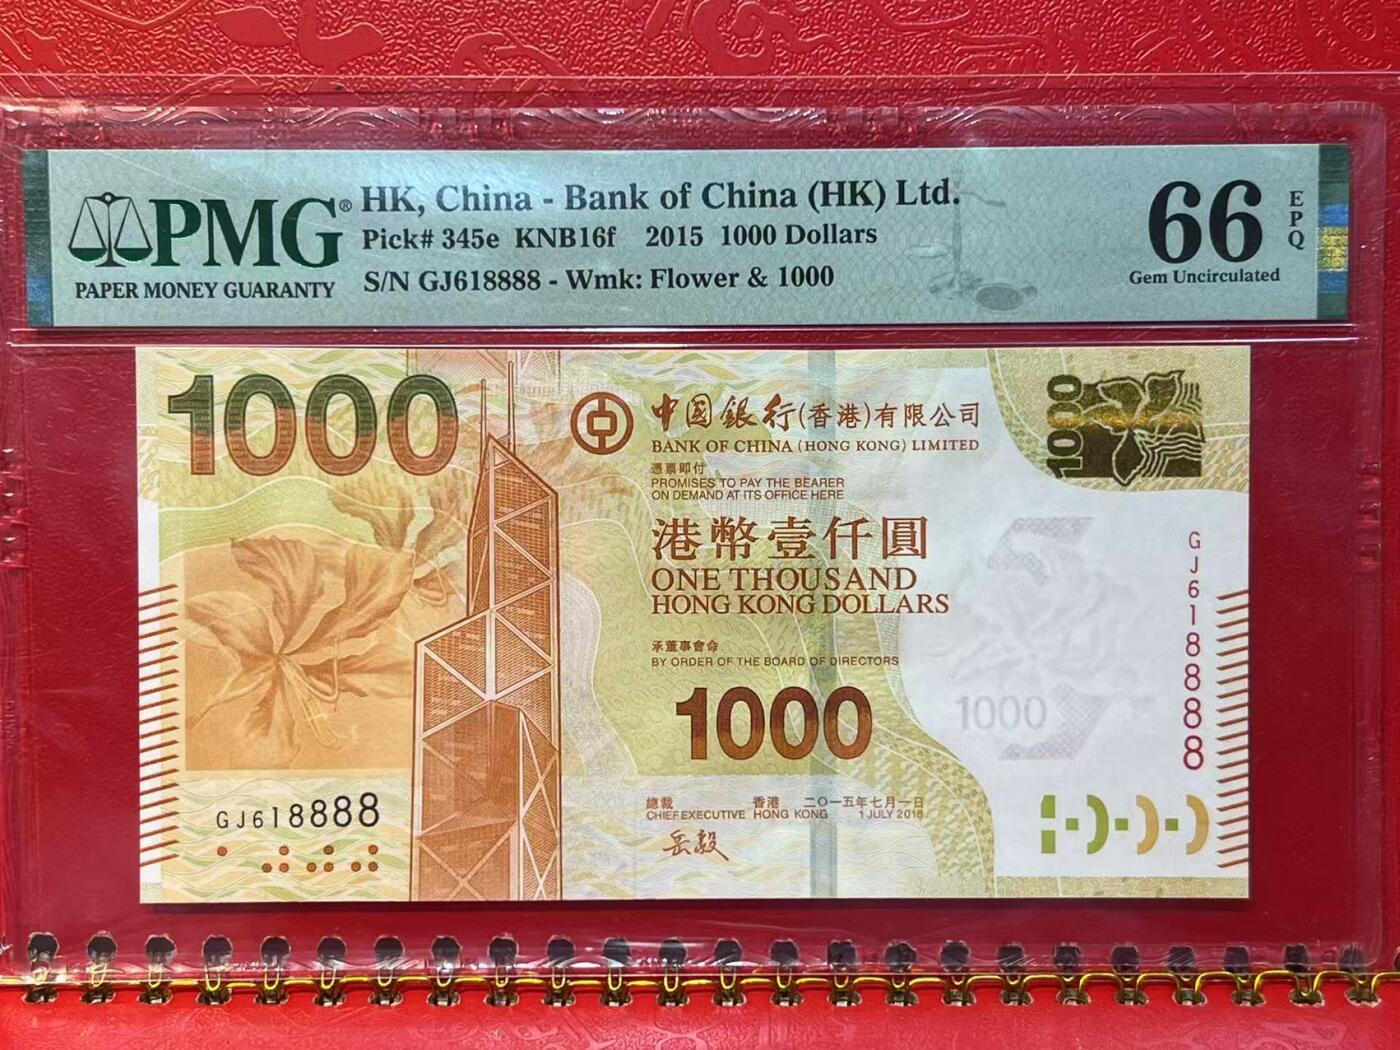 PMG®
PAPER MONEY GUARANTY
HK, China - Bank of China (HK) Ltd.
Pick# 345e KNB16f 2015 1000 Dollars
S/N GJ618888 - Wmk: Flower & 1000
66
EPQ
Gem Uncirculated
1000
中國銀行(香港)有限公司
BANK OF CHINA (HONG KONG) LIMITED
憑票即付
PROMISES TO PAY THE BEARER
ON DEMAND AT ITS OFFICE HERE
1000
港幣壹仟圓
ONE THOUSAND
HONG KONG DOLLARS
GJ618888
承董事會命
BY ORDER OF THE BOARD OF DIRECTORS
1000
1000
總裁 香港 二〇一五年七月一日
CHIEF EXECUTIVE HONG KONG 1 JULY 2015
岳毅
GJ618888